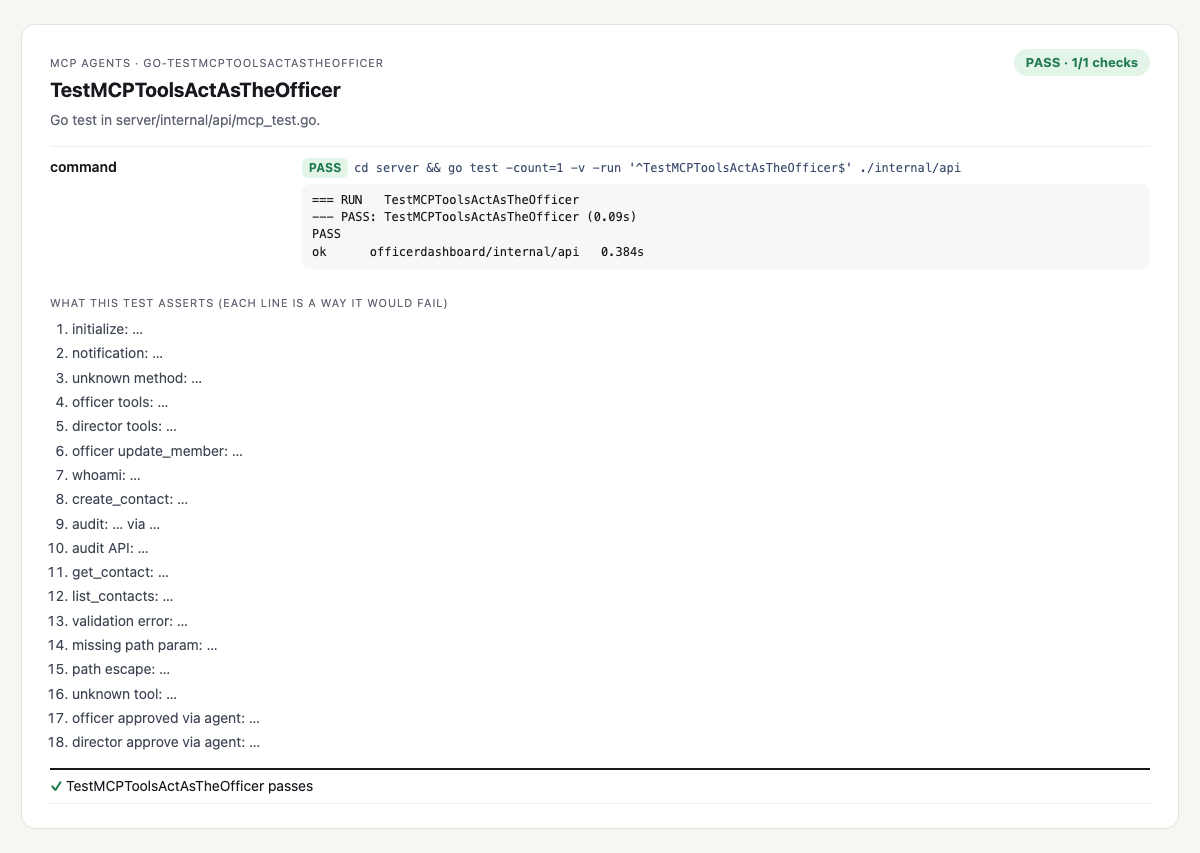 MCP AGENTS · GO-TESTMCPTOOLSACTASTHEOFFICER
PASS · 1/1 checks
TestMCPToolsActAsTheOfficer
Go test in server/internal/api/mcp_test.go.
command
PASS cd server && go test -count=1 -v -run '^TestMCPToolsActAsTheOfficer$' ./internal/api
=== RUN   TestMCPToolsActAsTheOfficer
--- PASS: TestMCPToolsActAsTheOfficer (0.09s)
PASS
ok      officerdashboard/internal/api   0.384s
WHAT THIS TEST ASSERTS (EACH LINE IS A WAY IT WOULD FAIL)
1. initialize: ...
2. notification: ...
3. unknown method: ...
4. officer tools: ...
5. director tools: ...
6. officer update_member: ...
7. whoami: ...
8. create_contact: ...
9. audit: ... via ...
10. audit API: ...
11. get_contact: ...
12. list_contacts: ...
13. validation error: ...
14. missing path param: ...
15. path escape: ...
16. unknown tool: ...
17. officer approved via agent: ...
18. director approve via agent: ...
✓ TestMCPToolsActAsTheOfficer passes